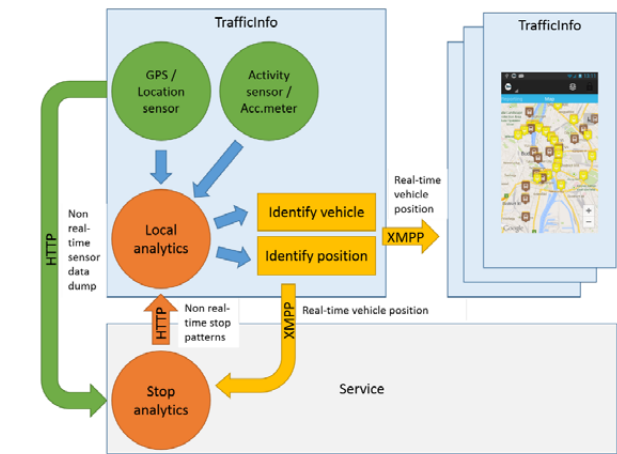 TrafficInfo
TrafficInfo
GPS /
Location
sensor
Activity
sensor /
Acc.meter
Map
Real-time
vehicle
position
Non
real-
time
sensor
data
dump
HTTP
Local
analytics
Identify vehicle
Identify position
XMPP
Google
HTTP
Non real-
time stop
patterns
XMPP
Real-time vehicle position
Stop
analytics
Service